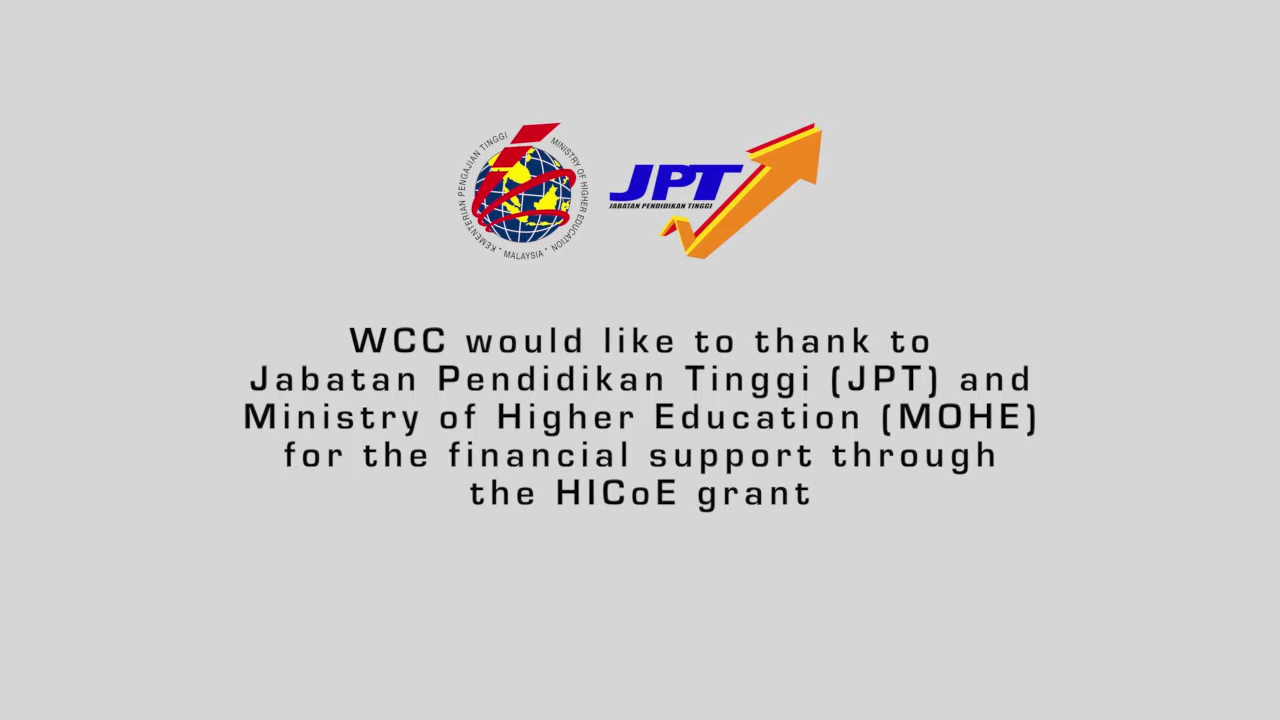 KEMENTERIAN PENGAJIAN TINGGI
MINISTRY OF HIGHER EDUCATION
• MALAYSIA •
JPT
JABATAN PENDIDIKAN TINGGI
WCC would like to thank to
Jabatan Pendidikan Tinggi (JPT) and
Ministry of Higher Education (MOHE)
for the financial support through
the HICoE grant